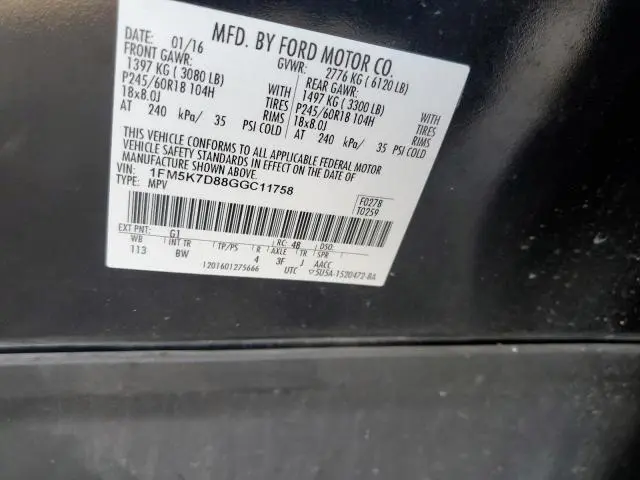 MFD. BY FORD MOTOR CO.
DATE: 01/16 GVWR: 2776 KG ( 6120 LB)
FRONT GAWR: REAR GAWR:
1397 KG ( 3080 LB) WITH 1497 KG ( 3300 LB) WITH
P245/60R18 104H TIRES P245/60R18 104H TIRES
18x8.0J RIMS 18x8.0J RIMS
AT 240 kPa/ 35 PSI COLD AT 240 kPa/ 35 PSI COLD
THIS VEHICLE CONFORMS TO ALL APPLICABLE FEDERAL MOTOR
VEHICLE SAFETY STANDARDS IN EFFECT ON THE DATE OF
MANUFACTURE SHOWN ABOVE.
VIN: 1FM5K7D88GGC11758
TYPE: MPV
F0278
T0259
EXT PNT: G1 RC: 48 DSO:
WB INT TR TP/PS R AXLE TR SPR
113 BW 4 3F J AACC
1201601275666 UTC 5U5A-1520472-BA